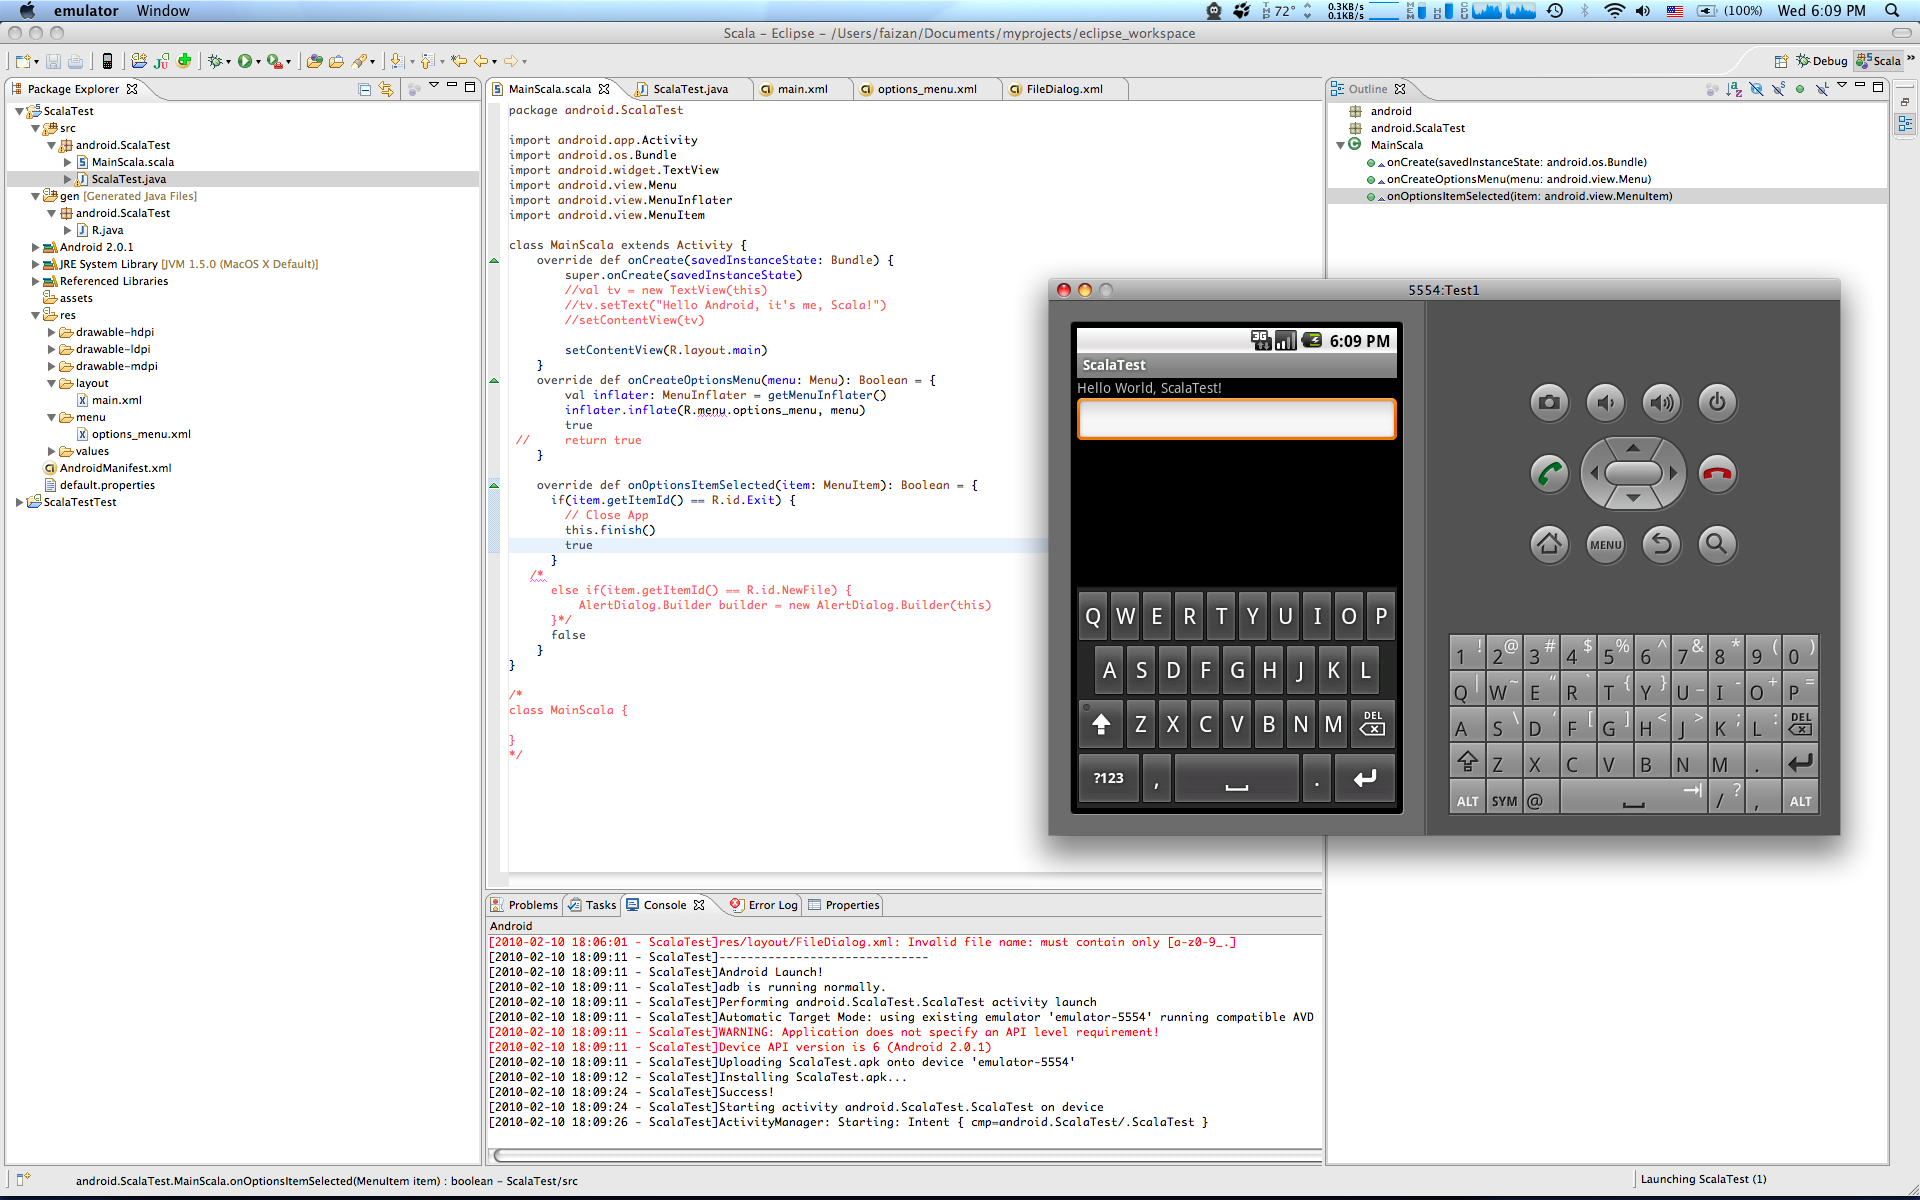 emulator Window
72° 0.3KB/s 0.1KB/s (100%) Wed 6:09 PM
Scala - Eclipse - /Users/faizan/Documents/myprojects/eclipse_workspace
Debug Scala
Package Explorer
ScalaTest
src
android.ScalaTest
MainScala.scala
ScalaTest.java
gen [Generated Java Files]
android.ScalaTest
R.java
Android 2.0.1
JRE System Library [JVM 1.5.0 (MacOS X Default)]
Referenced Libraries
assets
res
drawable-hdpi
drawable-ldpi
drawable-mdpi
layout
main.xml
menu
options_menu.xml
values
AndroidManifest.xml
default.properties
ScalaTestTest
MainScala.scala ScalaTest.java main.xml options_menu.xml FileDialog.xml
package android.ScalaTest
import android.app.Activity
import android.os.Bundle
import android.widget.TextView
import android.view.Menu
import android.view.MenuInflater
import android.view.MenuItem
class MainScala extends Activity {
override def onCreate(savedInstanceState: Bundle) {
super.onCreate(savedInstanceState)
//val tv = new TextView(this)
//tv.setText("Hello Android, it's me, Scala!")
//setContentView(tv)
setContentView(R.layout.main)
}
override def onCreateOptionsMenu(menu: Menu): Boolean = {
val inflater: MenuInflater = getMenuInflater()
inflater.inflate(R.menu.options_menu, menu)
true
// return true
}
override def onOptionsItemSelected(item: MenuItem): Boolean = {
if(item.getItemId() == R.id.Exit) {
// Close App
this.finish()
true
}
/*
else if(item.getItemId() == R.id.NewFile) {
AlertDialog.Builder builder = new AlertDialog.Builder(this)
}*/
false
}
}
/*
class MainScala {
}
*/
Outline
android
android.ScalaTest
MainScala
onCreate(savedInstanceState: android.os.Bundle)
onCreateOptionsMenu(menu: android.view.Menu)
onOptionsItemSelected(item: android.view.MenuItem)
5554:Test1
3G 6:09 PM
ScalaTest
Hello World, ScalaTest!
Q W E R T Y U I O P
A S D F G H J K L
Z X C V B N M DEL
?123 , .
MENU
1 ! 2 @ 3 # 4 $ 5 % 6 ^ 7 & 8 * 9 ( 0 )
Q | W ~ E " R ` T { Y } U _ I - O + P =
A S \ D ' F [ G ] H < J > K ; L : DEL
Z X C V B N M .
ALT SYM @ / ? , ALT
Problems Tasks Console Error Log Properties
Android
[2010-02-10 18:06:01 - ScalaTest]res/layout/FileDialog.xml: Invalid file name: must contain only [a-z0-9_.]
[2010-02-10 18:09:11 - ScalaTest]------------------------------
[2010-02-10 18:09:11 - ScalaTest]Android Launch!
[2010-02-10 18:09:11 - ScalaTest]adb is running normally.
[2010-02-10 18:09:11 - ScalaTest]Performing android.ScalaTest.ScalaTest activity launch
[2010-02-10 18:09:11 - ScalaTest]Automatic Target Mode: using existing emulator 'emulator-5554' running compatible AVD
[2010-02-10 18:09:11 - ScalaTest]WARNING: Application does not specify an API level requirement!
[2010-02-10 18:09:11 - ScalaTest]Device API version is 6 (Android 2.0.1)
[2010-02-10 18:09:11 - ScalaTest]Uploading ScalaTest.apk onto device 'emulator-5554'
[2010-02-10 18:09:12 - ScalaTest]Installing ScalaTest.apk...
[2010-02-10 18:09:24 - ScalaTest]Success!
[2010-02-10 18:09:24 - ScalaTest]Starting activity android.ScalaTest.ScalaTest on device
[2010-02-10 18:09:26 - ScalaTest]ActivityManager: Starting: Intent { cmp=android.ScalaTest/.ScalaTest }
android.ScalaTest.MainScala.onOptionsItemSelected(MenuItem item) : boolean - ScalaTest/src
Launching ScalaTest (1)